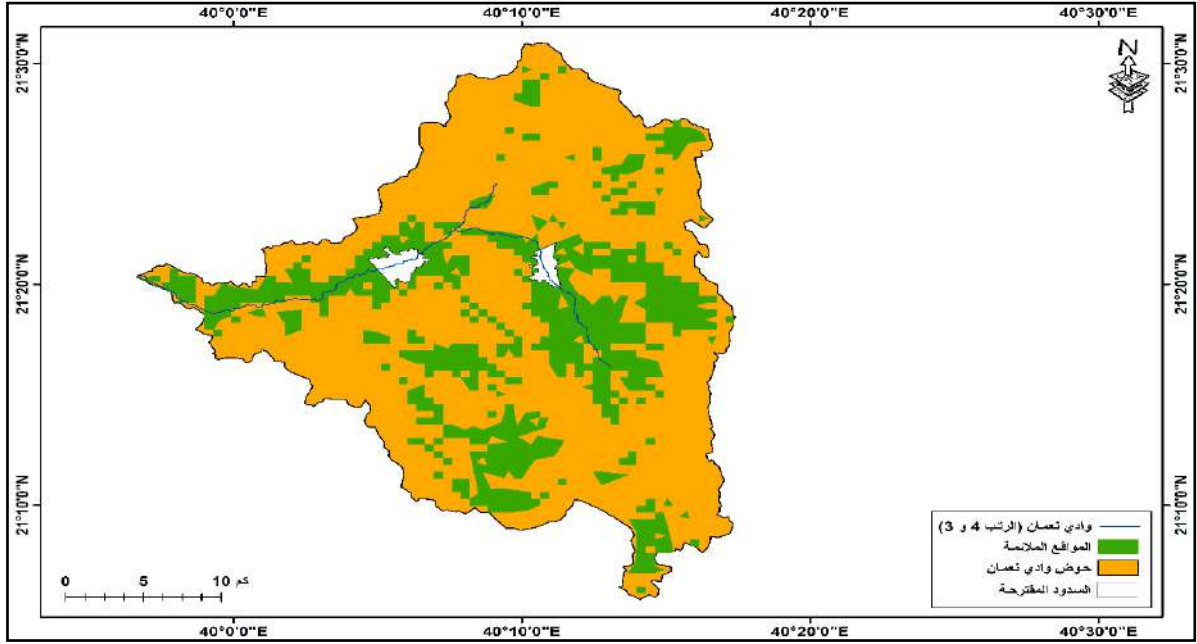 40°0'0"E 40°10'0"E 40°20'0"E 40°30'0"E
N
21°30'0"N 21°30'0"N
21°20'0"N 21°20'0"N
21°10'0"N 21°10'0"N
وادي نعمان (الرتب 4 و 3)
المواقع الملائمة
حوض وادي نعمان
السدود المقترحة
0 5 10 كم
40°0'0"E 40°10'0"E 40°20'0"E 40°30'0"E